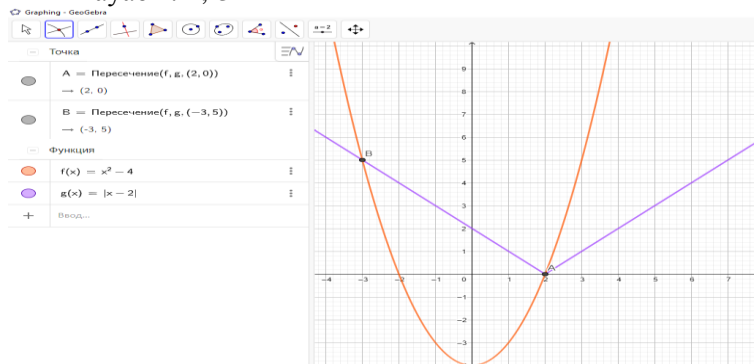 Graphing - GeoGebra
a=2
Точка
A = Пересечение(f, g, (2, 0))
→ (2, 0)
B = Пересечение(f, g, (−3, 5))
→ (-3, 5)
Функция
f(x) = x² − 4
g(x) = |x − 2|
+ Ввод...
9
8
7
6
B
5
4
3
2
1
A
−4 −3 −2 −1 0 1 2 3 4 5 6 7
−1
−2
−3